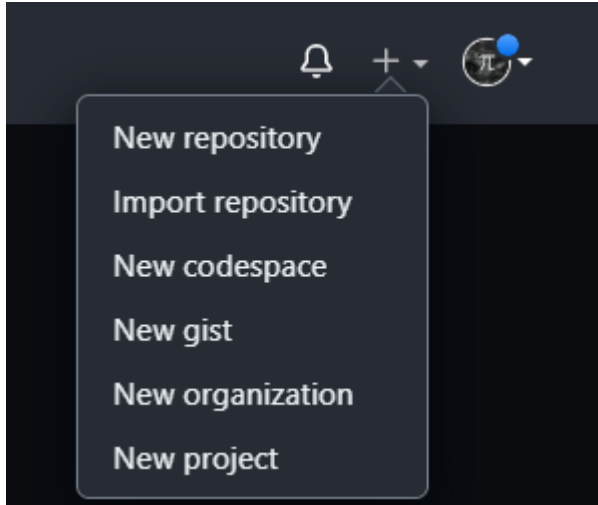 π
New repository
Import repository
New codespace
New gist
New organization
New project